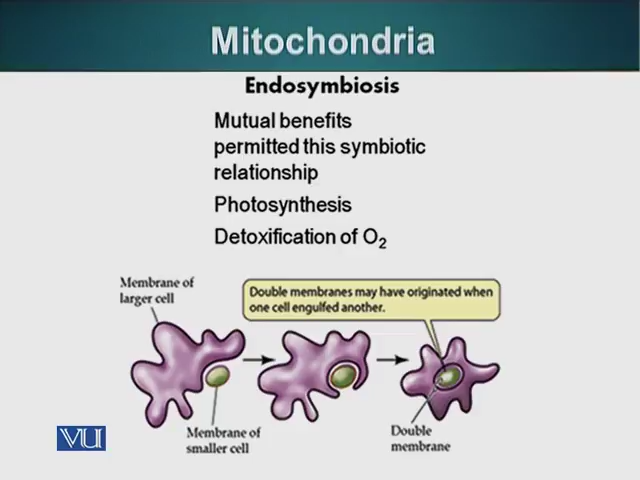 Mitochondria
Endosymbiosis
Mutual benefits
permitted this symbiotic
relationship
Photosynthesis
Detoxification of O₂
Membrane of
larger cell
Double membranes may have originated when
one cell engulfed another.
Membrane of
smaller cell
Double
membrane
VU